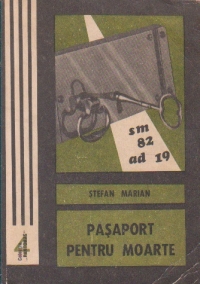 sm
82
ad 19
ȘTEFAN MARIAN
PAȘAPORT
PENTRU MOARTE
4